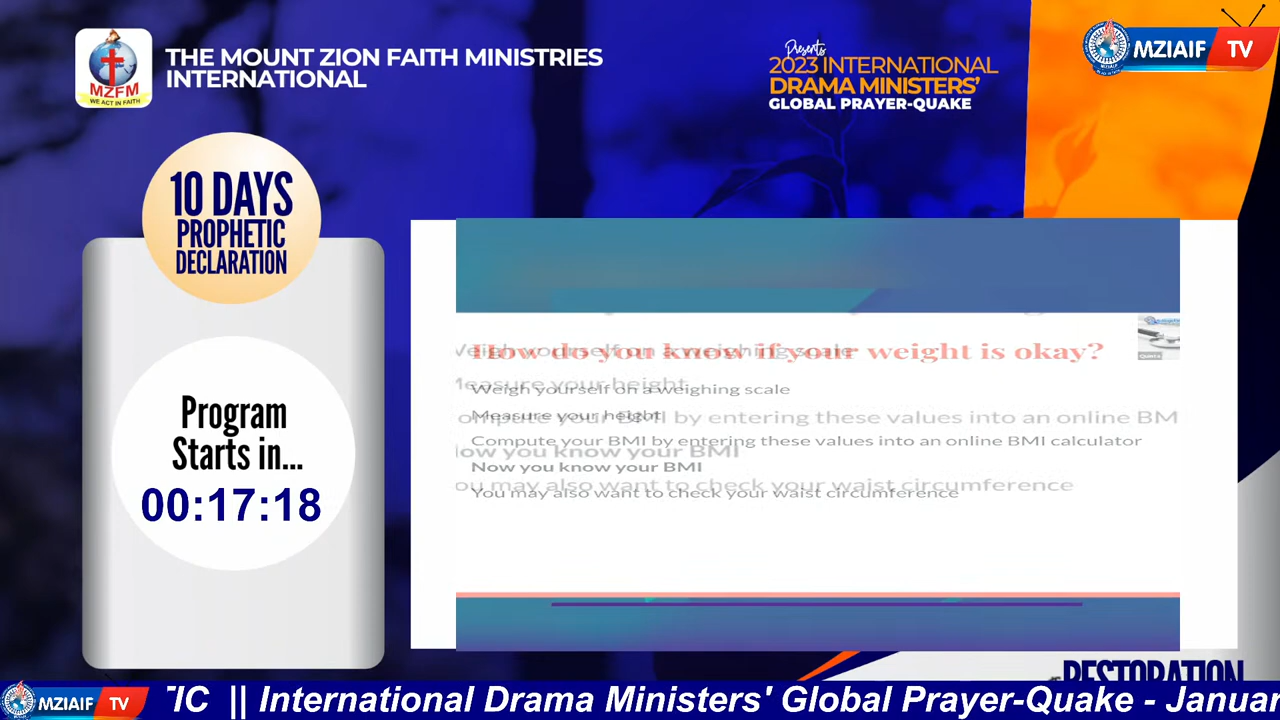 MZFM
WE ACT IN FAITH
THE MOUNT ZION FAITH MINISTRIES
INTERNATIONAL
Presents
2023 INTERNATIONAL
DRAMA MINISTERS'
GLOBAL PRAYER-QUAKE
MZIAIF TV
10 DAYS
PROPHETIC
DECLARATION
Program
Starts in...
00:17:18
How do you know if your weight is okay?
Weigh yourself on a weighing scale
Measure your height
Compute your BMI by entering these values into an online BMI calculator
Now you know your BMI
You may also want to check your waist circumference
RESTORATION
MZIAIF TV
TIC || International Drama Ministers' Global Prayer-Quake - Januar